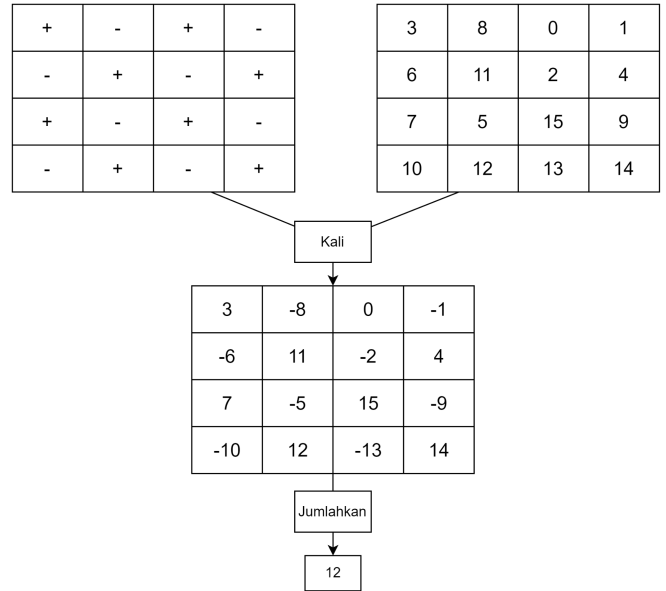 + - + -
- + - +
+ - + -
- + - +
3 8 0 1
6 11 2 4
7 5 15 9
10 12 13 14
Kali
3 -8 0 -1
-6 11 -2 4
7 -5 15 -9
-10 12 -13 14
Jumlahkan
12